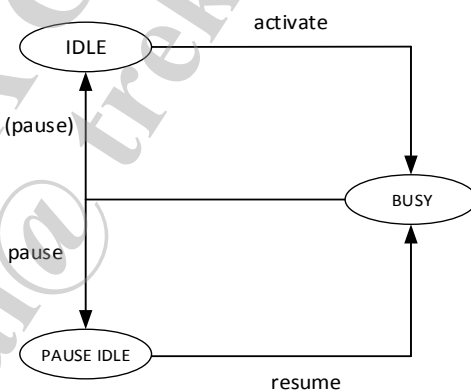 activate
IDLE
(pause)
BUSY
pause
PAUSE IDLE
resume